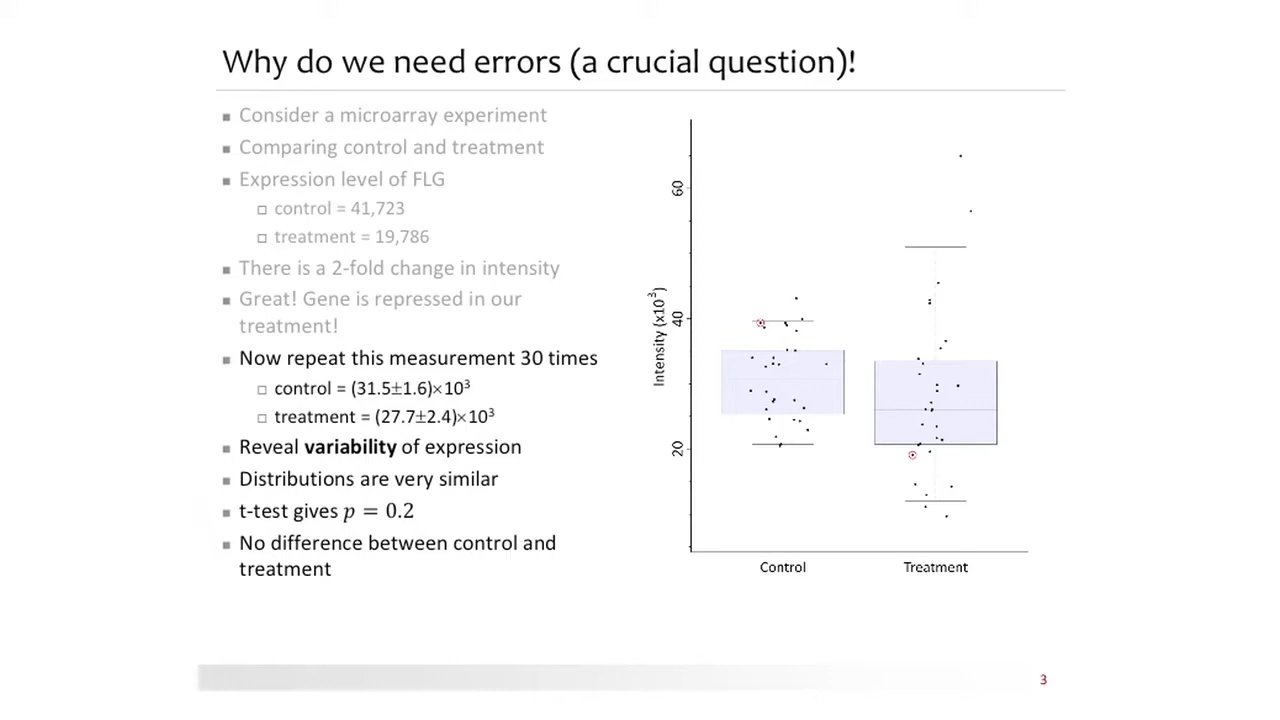 Why do we need errors (a crucial question)!
Consider a microarray experiment
Comparing control and treatment
Expression level of FLG
control = 41,723
treatment = 19,786
There is a 2-fold change in intensity
Great! Gene is repressed in our
treatment!
Now repeat this measurement 30 times
control = (31.5±1.6)×10³
treatment = (27.7±2.4)×10³
Reveal variability of expression
Distributions are very similar
t-test gives p = 0.2
No difference between control and
treatment
Intensity (x10³)
60
40
20
Control
Treatment
3